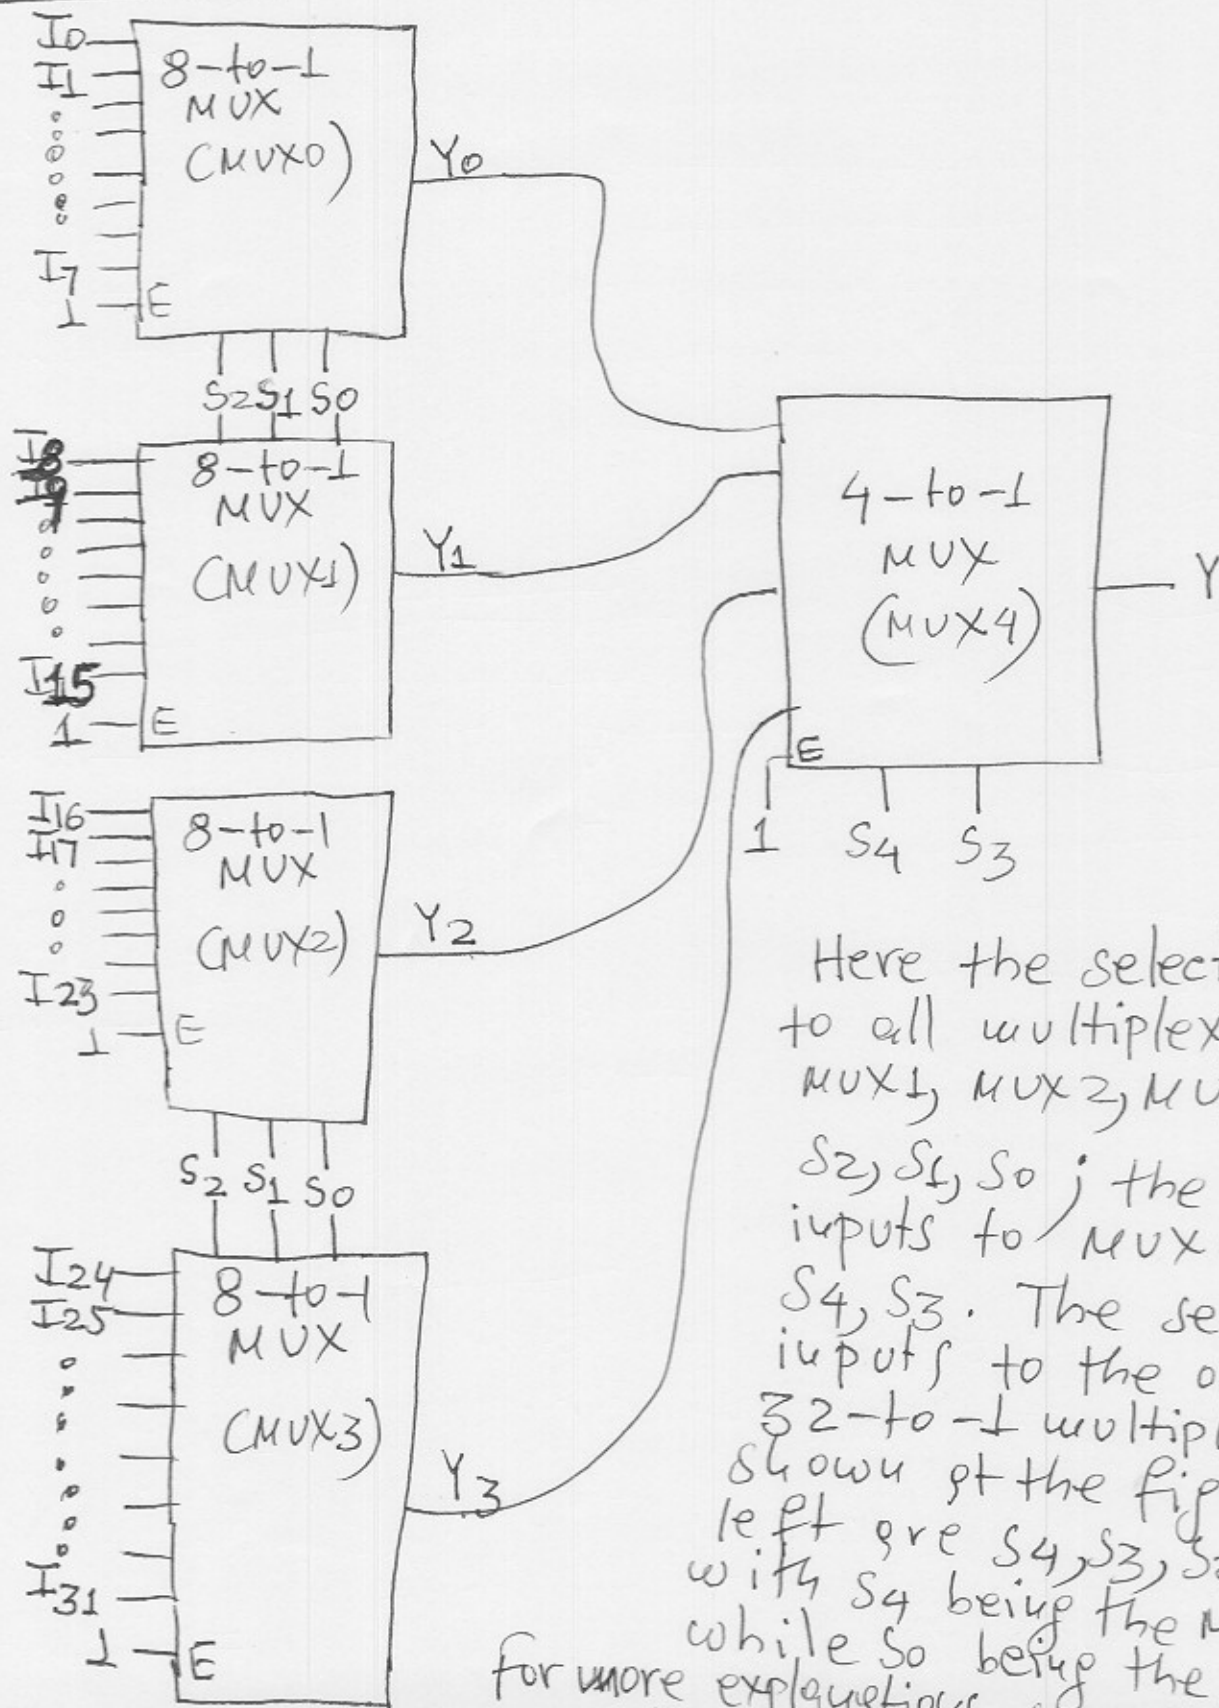 I0
I1
I7
1
E
8-to-1
MUX
(MUX0)
Y0
S2 S1 S0
I8
I9
I15
1
E
8-to-1
MUX
(MUX1)
Y1
I16
I17
I23
1
E
8-to-1
MUX
(MUX2)
Y2
S2 S1 S0
I24
I25
I31
1
E
8-to-1
MUX
(MUX3)
Y3
4-to-1
MUX
(MUX4)
E
1
S4 S3
Y
Here the select
to all multiplex
MUX1, MUX2, MU
S2, S1, S0 ; the
inputs to MUX
S4, S3. The se
inputs to the o
32-to-1 multipl
shown at the fig
left are S4, S3, S2
with S4 being the M
while S0 being the
for more explanations